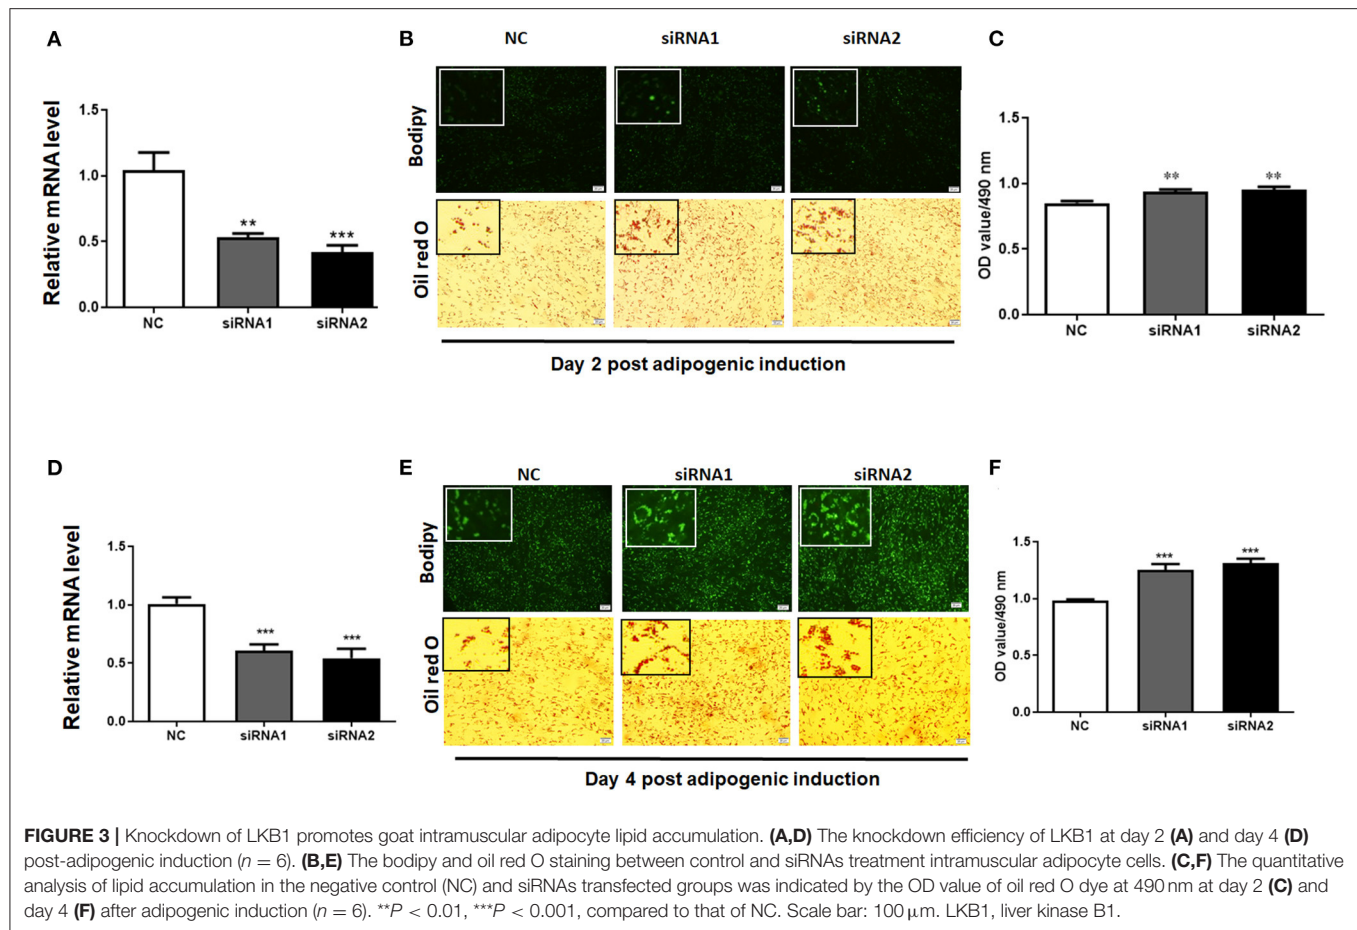 A
Relative mRNA level
1.5
1.0
0.5
0.0
**
***
NC
siRNA1
siRNA2
B
NC
siRNA1
siRNA2
Bodipy
Oil red O
Day 2 post adipogenic induction
C
OD value/490 nm
1.5
1.0
0.5
0.0
**
**
NC
siRNA1
siRNA2
D
Relative mRNA level
1.5
1.0
0.5
0.0
***
***
NC
siRNA1
siRNA2
E
NC
siRNA1
siRNA2
Bodipy
Oil red O
Day 4 post adipogenic induction
F
OD value/490 nm
1.5
1.0
0.5
0.0
***
***
NC
siRNA1
siRNA2
FIGURE 3 | Knockdown of LKB1 promotes goat intramuscular adipocyte lipid accumulation. (A,D) The knockdown efficiency of LKB1 at day 2 (A) and day 4 (D)
post-adipogenic induction (n = 6). (B,E) The bodipy and oil red O staining between control and siRNAs treatment intramuscular adipocyte cells. (C,F) The quantitative
analysis of lipid accumulation in the negative control (NC) and siRNAs transfected groups was indicated by the OD value of oil red O dye at 490 nm at day 2 (C) and
day 4 (F) after adipogenic induction (n = 6). **P < 0.01, ***P < 0.001, compared to that of NC. Scale bar: 100 μm. LKB1, liver kinase B1.